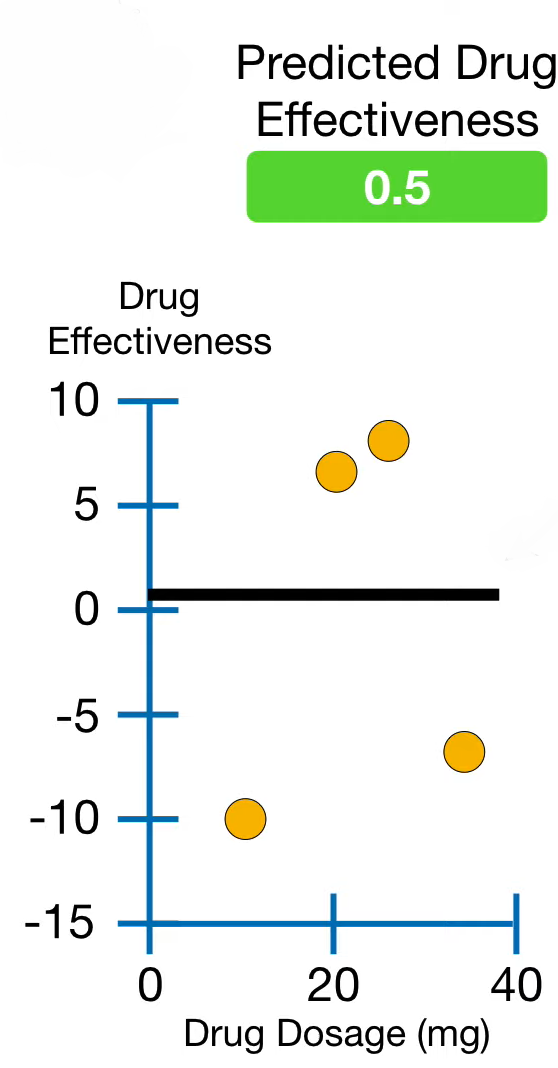 Predicted Drug
Effectiveness
0.5
Drug
Effectiveness
10
5
0
-5
-10
-15
0 20 40
Drug Dosage (mg)